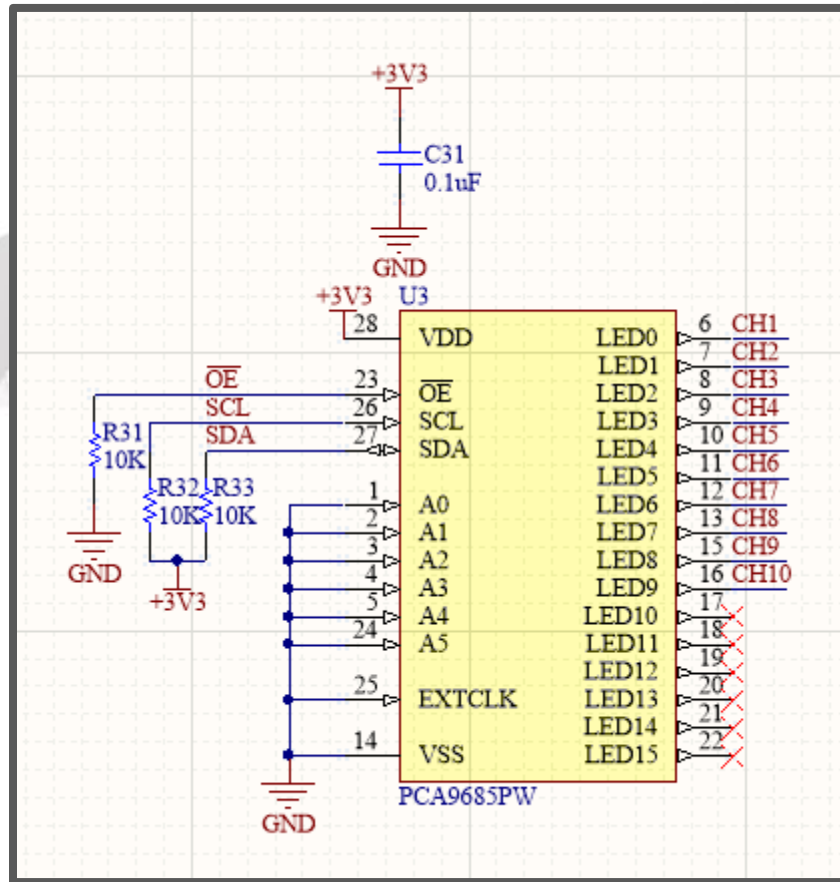 +3V3
C31
0.1uF
GND
+3V3
U3
28 VDD LED0 6 CH1
LED1 7 CH2
OE 23 OE LED2 8 CH3
SCL 26 SCL LED3 9 CH4
SDA 27 SDA LED4 10 CH5
LED5 11 CH6
R31
10K
R32
10K
R33
10K
GND
+3V3
1 A0 LED6 12 CH7
2 A1 LED7 13 CH8
3 A2 LED8 15 CH9
4 A3 LED9 16 CH10
5 A4 LED10 17
24 A5 LED11 18
LED12 19
25 EXTCLK LED13 20
LED14 21
14 VSS LED15 22
GND
PCA9685PW